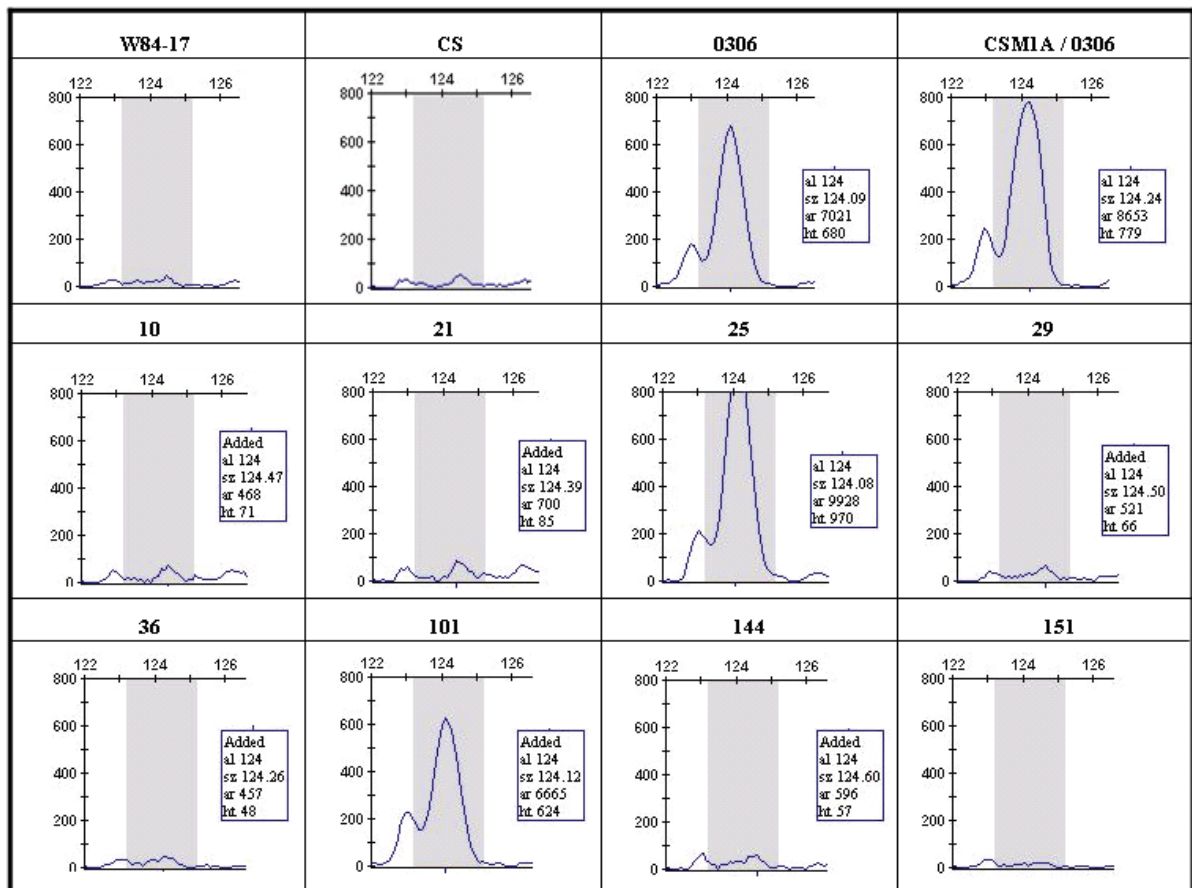 W84-17
CS
0306
CSM1A / 0306
122 124 126
800
600
400
200
0
122 124 126
800
600
400
200
0
122 124 126
800
600
400
200
0
al 124
sz 124.09
ar 7021
ht 680
122 124 126
800
600
400
200
0
al 124
sz 124.24
ar 8653
ht 779
10
21
25
29
122 124 126
800
600
400
200
0
Added
al 124
sz 124.47
ar 468
ht 71
122 124 126
800
600
400
200
0
Added
al 124
sz 124.39
ar 700
ht 85
122 124 126
800
600
400
200
0
al 124
sz 124.08
ar 9928
ht 970
122 124 126
800
600
400
200
0
Added
al 124
sz 124.50
ar 521
ht 66
36
101
144
151
122 124 126
800
600
400
200
0
Added
al 124
sz 124.26
ar 457
ht 48
122 124 126
800
600
400
200
0
Added
al 124
sz 124.12
ar 6665
ht 624
122 124 126
800
600
400
200
0
Added
al 124
sz 124.60
ar 596
ht 57
122 124 126
800
600
400
200
0